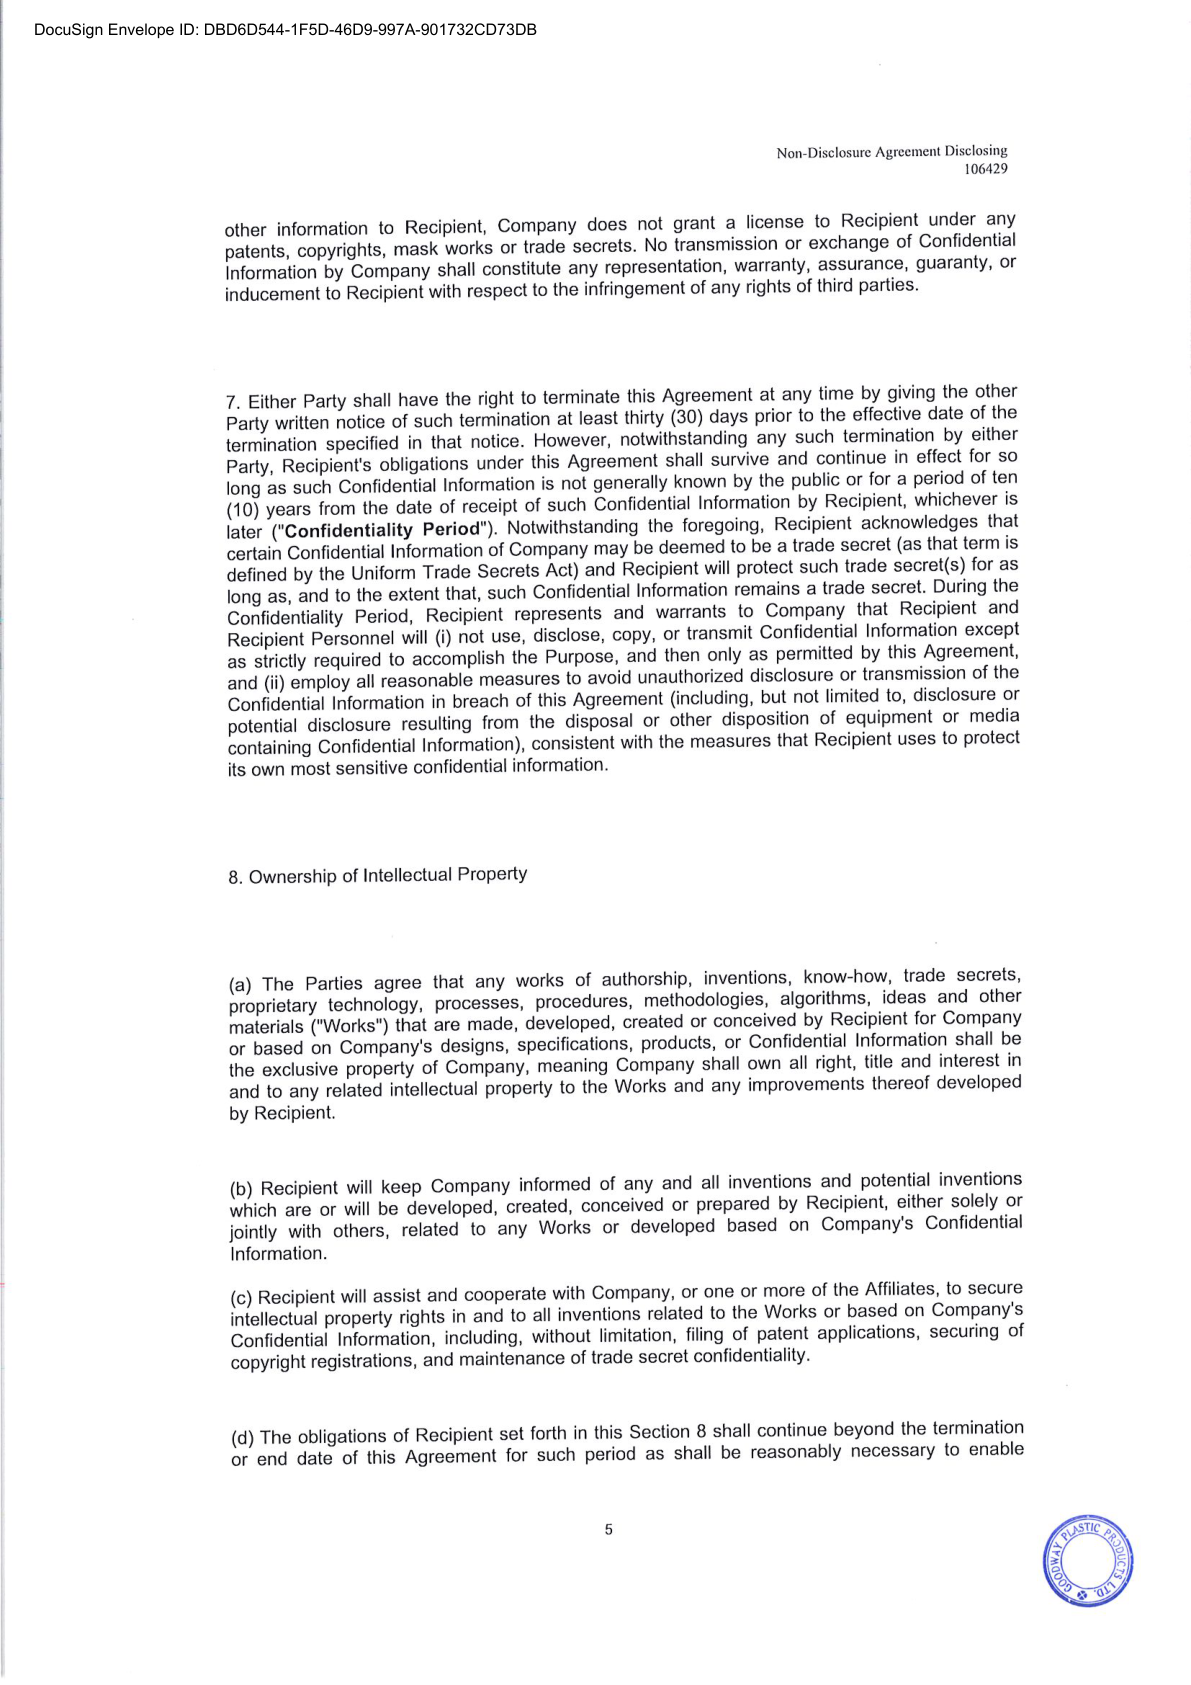 DocuSign Envelope ID: DBD6D544-1F5D-46D9-997A-901732CD73DB
Non-Disclosure Agreement Disclosing
106429
other information to Recipient, Company does not grant a license to Recipient under any
patents, copyrights, mask works or trade secrets. No transmission or exchange of Confidential
Information by Company shall constitute any representation, warranty, assurance, guaranty, or
inducement to Recipient with respect to the infringement of any rights of third parties.
7. Either Party shall have the right to terminate this Agreement at any time by giving the other
Party written notice of such termination at least thirty (30) days prior to the effective date of the
termination specified in that notice. However, notwithstanding any such termination by either
Party, Recipient's obligations under this Agreement shall survive and continue in effect for so
long as such Confidential Information is not generally known by the public or for a period of ten
(10) years from the date of receipt of such Confidential Information by Recipient, whichever is
later ("Confidentiality Period"). Notwithstanding the foregoing, Recipient acknowledges that
certain Confidential Information of Company may be deemed to be a trade secret (as that term is
defined by the Uniform Trade Secrets Act) and Recipient will protect such trade secret(s) for as
long as, and to the extent that, such Confidential Information remains a trade secret. During the
Confidentiality Period, Recipient represents and warrants to Company that Recipient and
Recipient Personnel will (i) not use, disclose, copy, or transmit Confidential Information except
as strictly required to accomplish the Purpose, and then only as permitted by this Agreement,
and (ii) employ all reasonable measures to avoid unauthorized disclosure or transmission of the
Confidential Information in breach of this Agreement (including, but not limited to, disclosure or
potential disclosure resulting from the disposal or other disposition of equipment or media
containing Confidential Information), consistent with the measures that Recipient uses to protect
its own most sensitive confidential information.
8. Ownership of Intellectual Property
(a) The Parties agree that any works of authorship, inventions, know-how, trade secrets,
proprietary technology, processes, procedures, methodologies, algorithms, ideas and other
materials ("Works") that are made, developed, created or conceived by Recipient for Company
or based on Company's designs, specifications, products, or Confidential Information shall be
the exclusive property of Company, meaning Company shall own all right, title and interest in
and to any related intellectual property to the Works and any improvements thereof developed
by Recipient.
(b) Recipient will keep Company informed of any and all inventions and potential inventions
which are or will be developed, created, conceived or prepared by Recipient, either solely or
jointly with others, related to any Works or developed based on Company's Confidential
Information.
(c) Recipient will assist and cooperate with Company, or one or more of the Affiliates, to secure
intellectual property rights in and to all inventions related to the Works or based on Company's
Confidential Information, including, without limitation, filing of patent applications, securing of
copyright registrations, and maintenance of trade secret confidentiality.
(d) The obligations of Recipient set forth in this Section 8 shall continue beyond the termination
or end date of this Agreement for such period as shall be reasonably necessary to enable
5
GOODWAY PLASTIC PRODUCTS LTD.